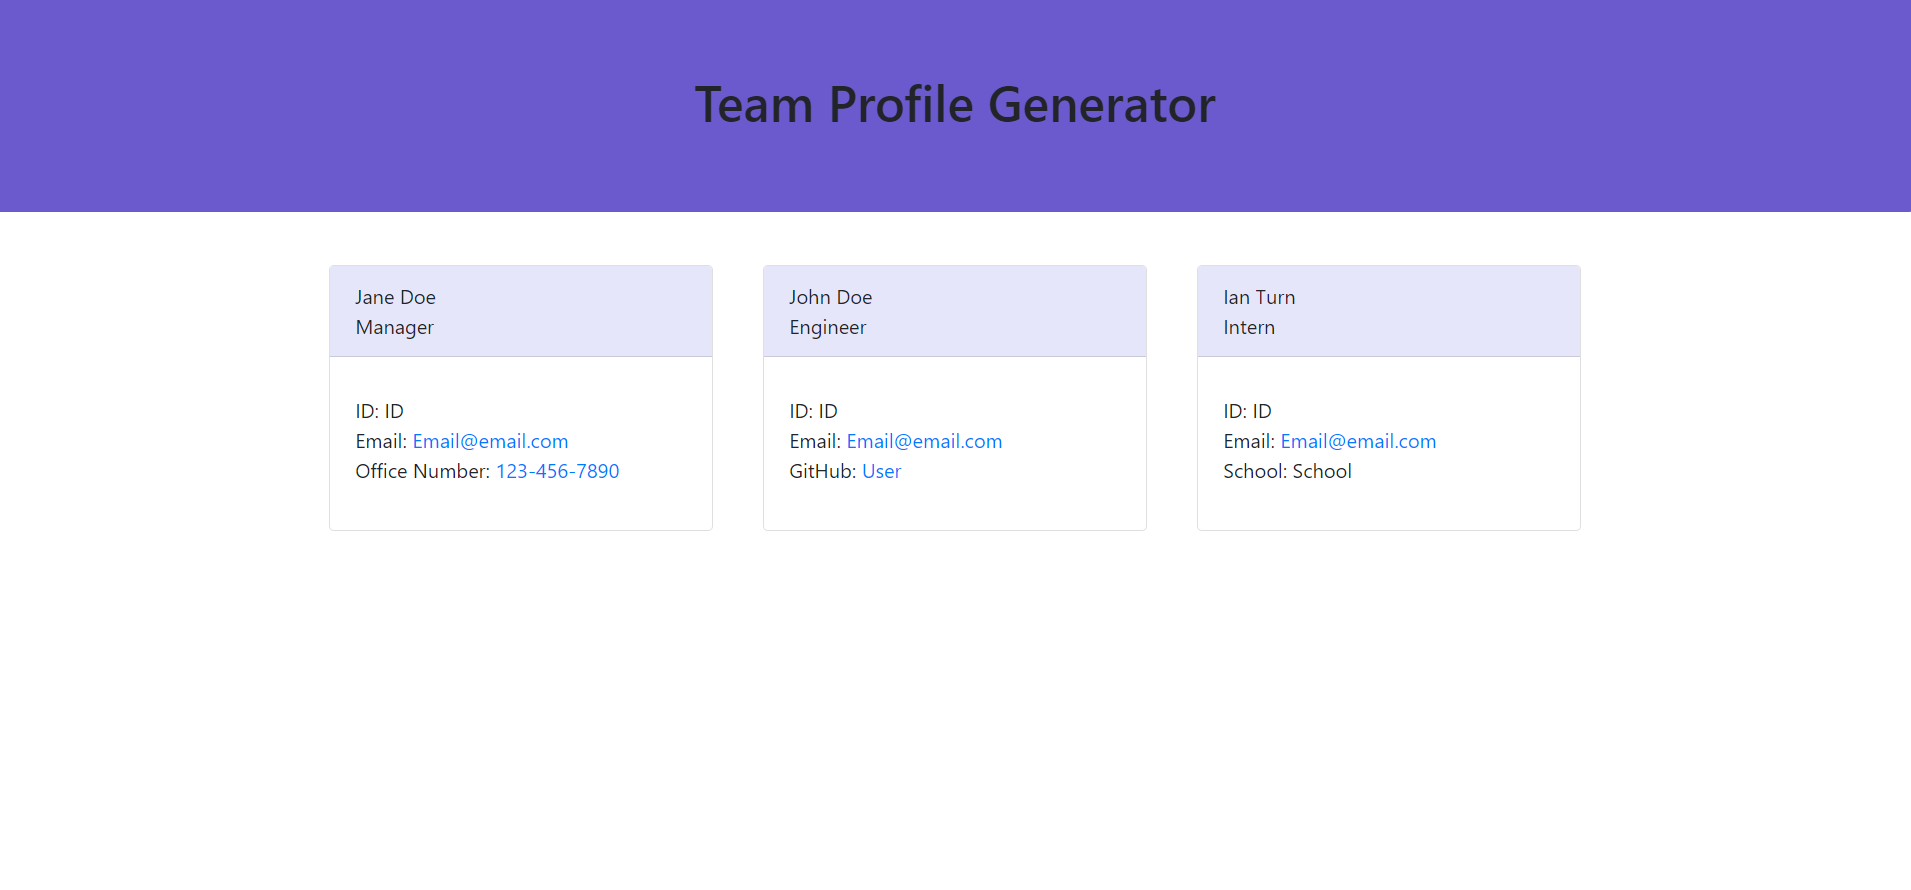 Team Profile Generator
Jane Doe
Manager
ID: ID
Email: Email@email.com
Office Number: 123-456-7890
John Doe
Engineer
ID: ID
Email: Email@email.com
GitHub: User
Ian Turn
Intern
ID: ID
Email: Email@email.com
School: School